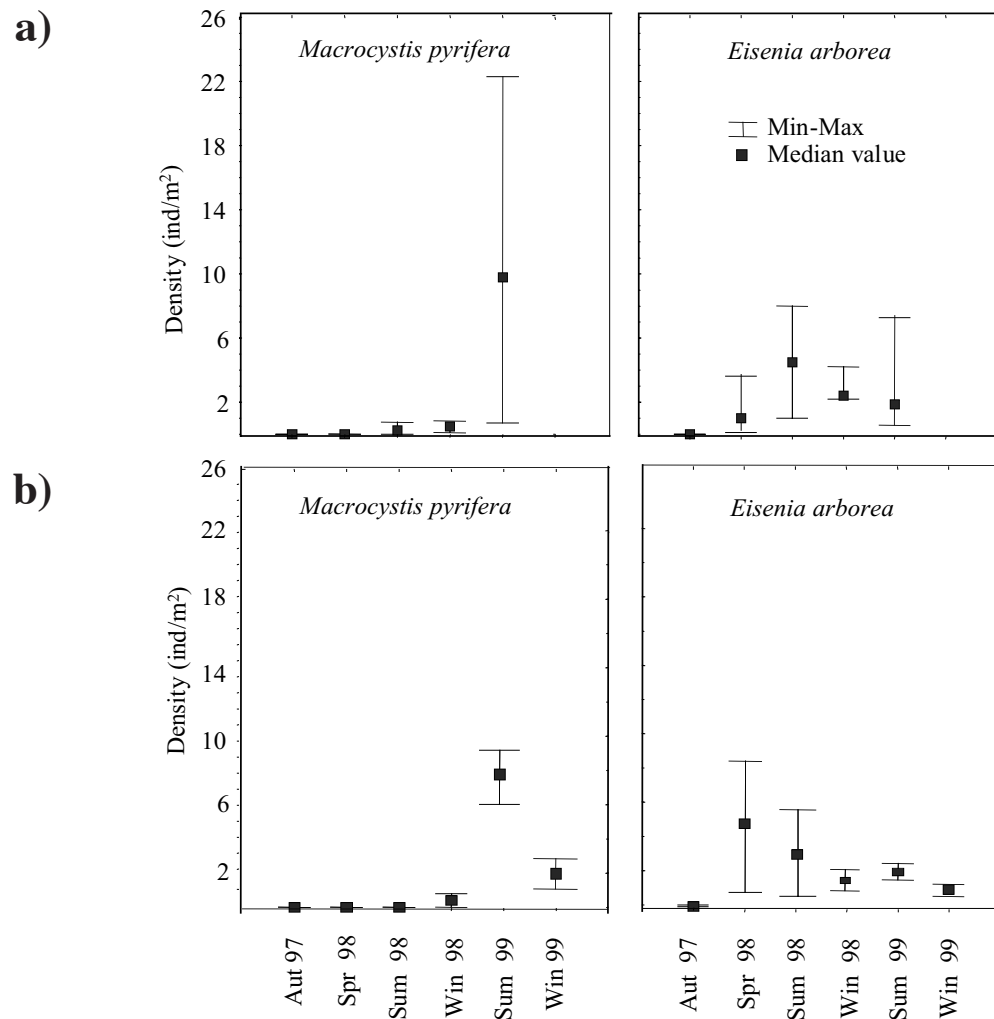 a)
Macrocystis pyrifera
Eisenia arborea
Min-Max
Median value
Density (ind/m²)
26
22
18
14
10
6
2
b)
Macrocystis pyrifera
Eisenia arborea
Density (ind/m²)
26
22
18
14
10
6
2
Aut 97
Spr 98
Sum 98
Win 98
Sum 99
Win 99
Aut 97
Spr 98
Sum 98
Win 98
Sum 99
Win 99